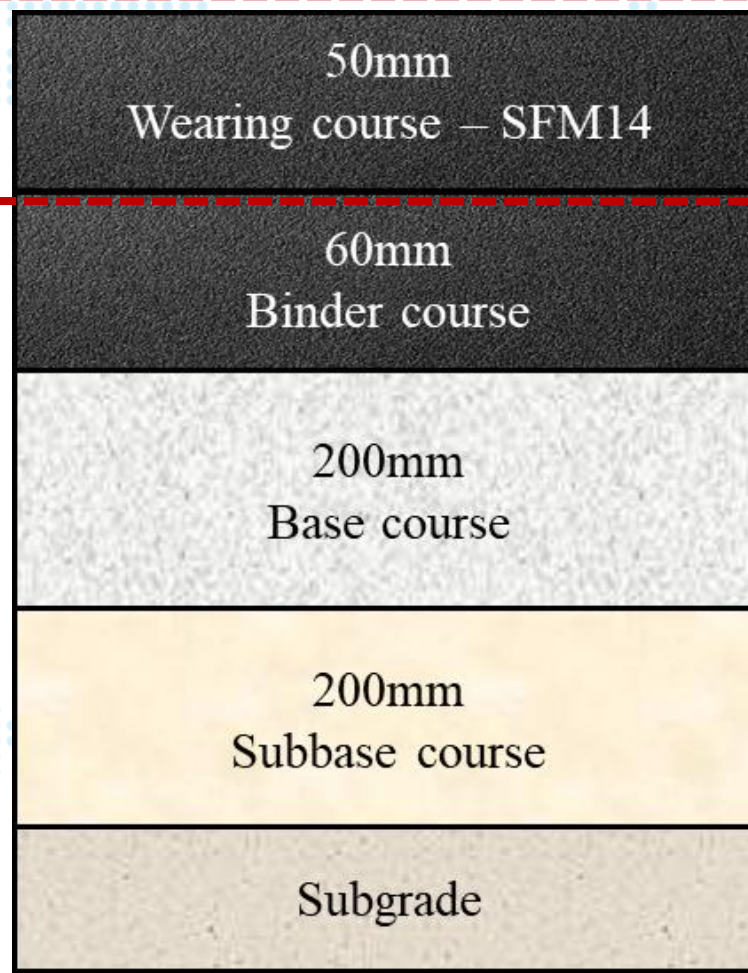 50mm
Wearing course – SFM14
60mm
Binder course
200mm
Base course
200mm
Subbase course
Subgrade